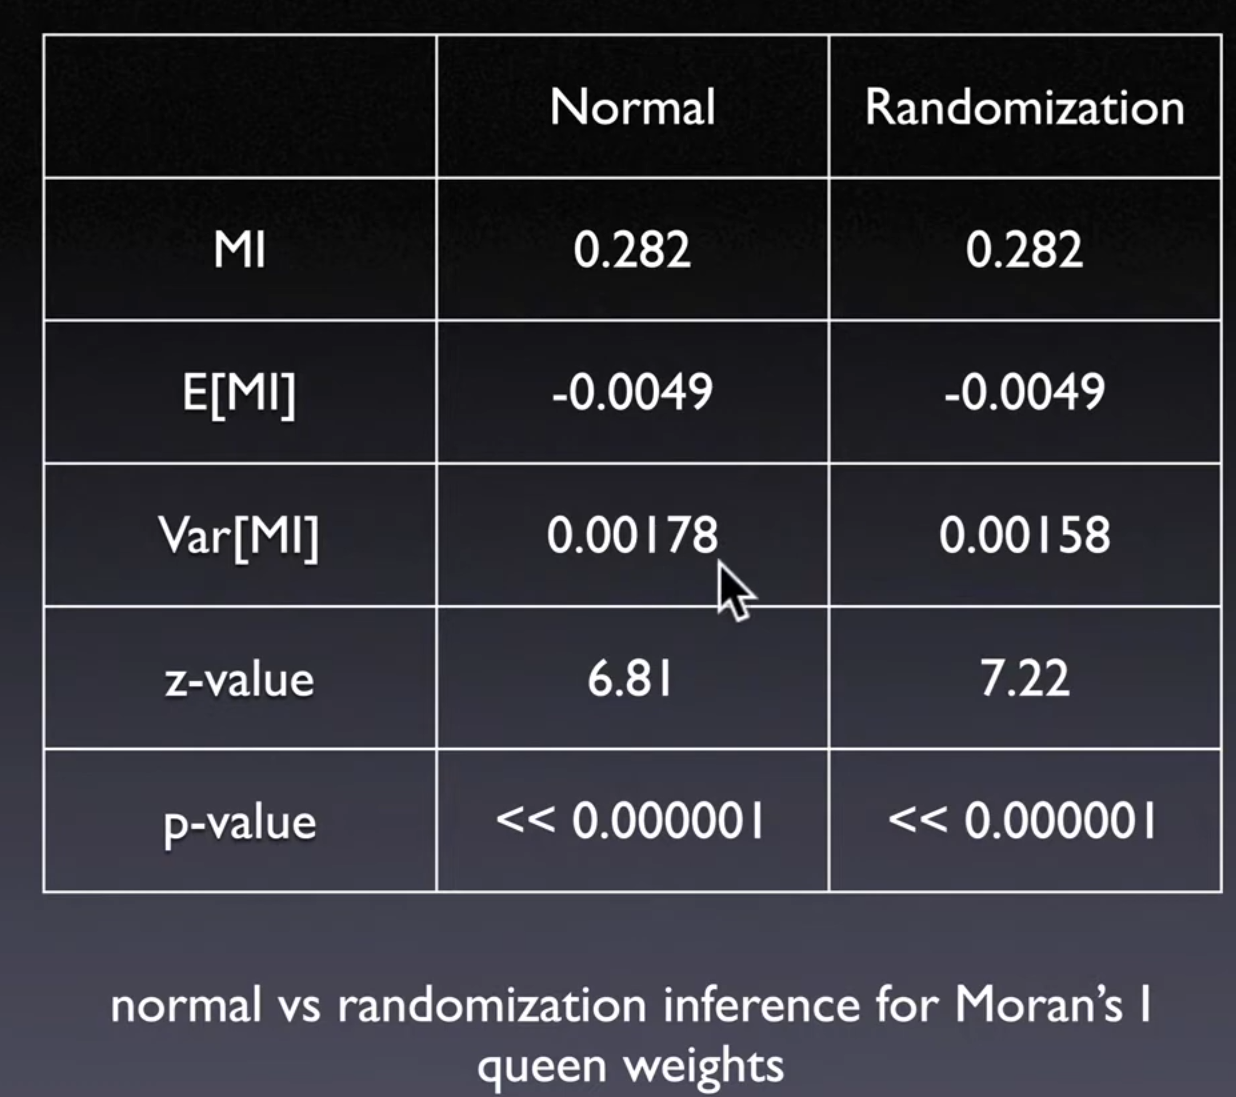 Normal Randomization
MI 0.282 0.282
E[MI] -0.0049 -0.0049
Var[MI] 0.00178 0.00158
z-value 6.81 7.22
p-value << 0.000001 << 0.000001
normal vs randomization inference for Moran’s I
queen weights